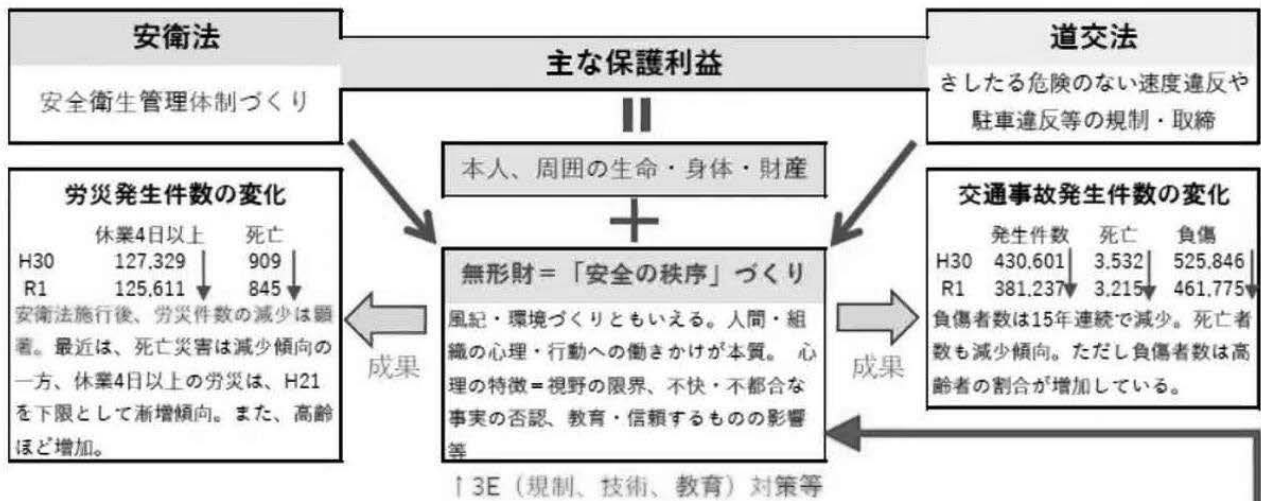 安衛法
安全衛生管理体制づくり
主な保護利益
道交法
さしたる危険のない速度違反や
駐車違反等の規制・取締
本人、周囲の生命・身体・財産
労災発生件数の変化
休業4日以上 死亡
H30 127,329 909
R1 125,611 845
安衛法施行後、労災件数の減少は顕
著。最近は、死亡災害は減少傾向の
一方、休業4日以上の労災は、H21
を下限として漸増傾向。また、高齢
ほど増加。
成果
無形財＝「安全の秩序」づくり
風紀・環境づくりともいえる。人間・組
織の心理・行動への働きかけが本質。 心
理の特徴＝視野の限界、不快・不都合な
事実の否認、教育・信頼するものの影響
等
↑3E（規制、技術、教育）対策等
成果
交通事故発生件数の変化
発生件数 死亡 負傷
H30 430,601 3,532 525,846
R1 381,237 3,215 461,775
負傷者数は15年連続で減少。死亡者
数も減少傾向。ただし負傷者数は高
齢者の割合が増加している。